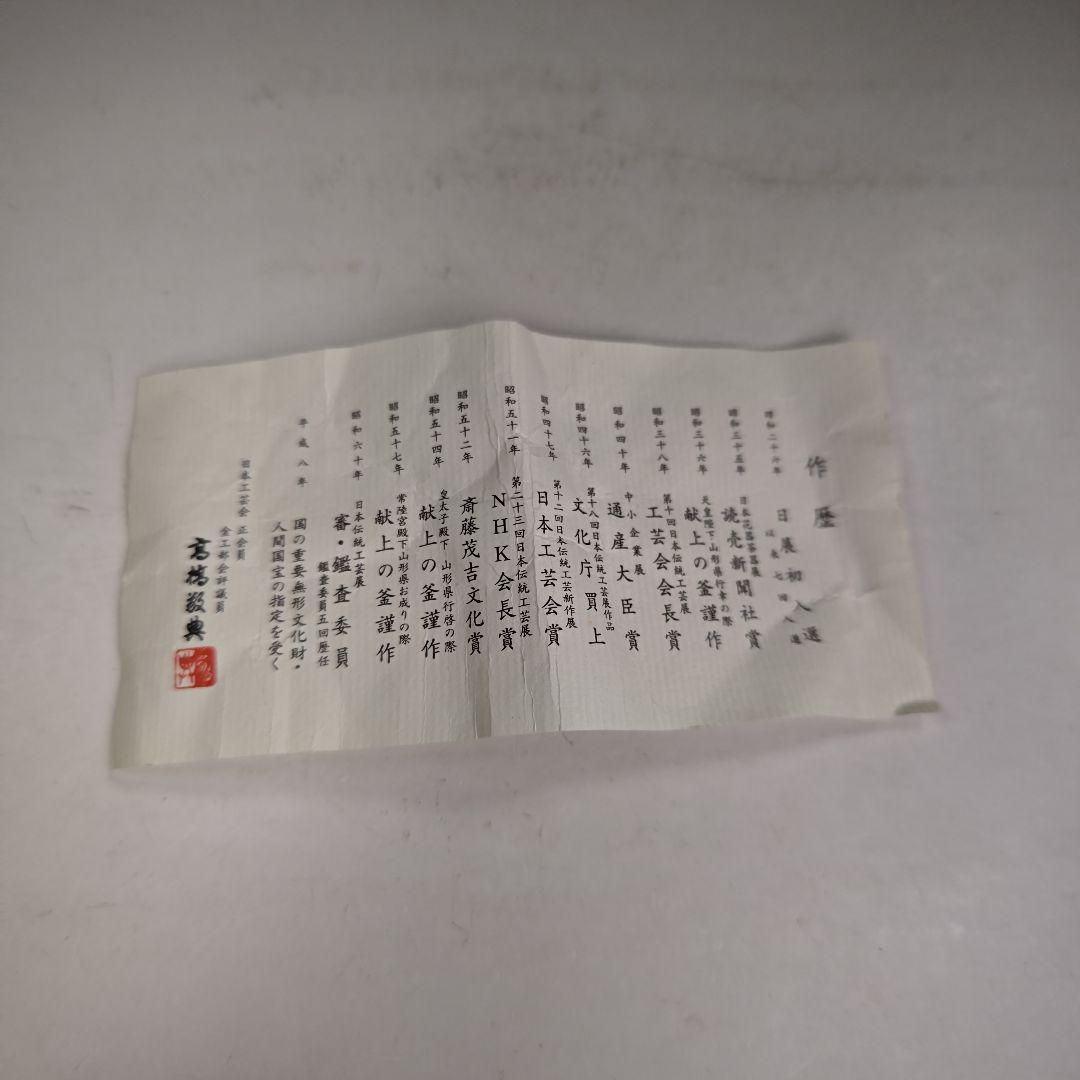 作歴
昭和二十六年
日展初入選
以来七回入選
昭和三十五年
日本花器茶器展
読売新聞社賞
昭和三十六年
天皇陛下山形県行幸の際
献上の釜謹作
昭和三十八年
第十回日本伝統工芸展
工芸会会長賞
昭和四十年
中小企業展
通産大臣賞
昭和四十六年
第十八回日本伝統工芸展作品
文化庁買上
昭和四十七年
第十二回日本伝統工芸新作展
日本工芸会賞
昭和五十一年
第二十三回日本伝統工芸展
NHK会長賞
昭和五十二年
斎藤茂吉文化賞
昭和五十四年
皇太子殿下山形県行啓の際
献上の釜謹作
昭和五十七年
常陸宮殿下山形県お成りの際
献上の釜謹作
昭和六十年
日本伝統工芸展
審・鑑査委員
鑑査委員五回歴任
平成八年
国の重要無形文化財・
人間国宝の指定を受く
日本工芸会 正会員
金工部会評議員
高橋敬典